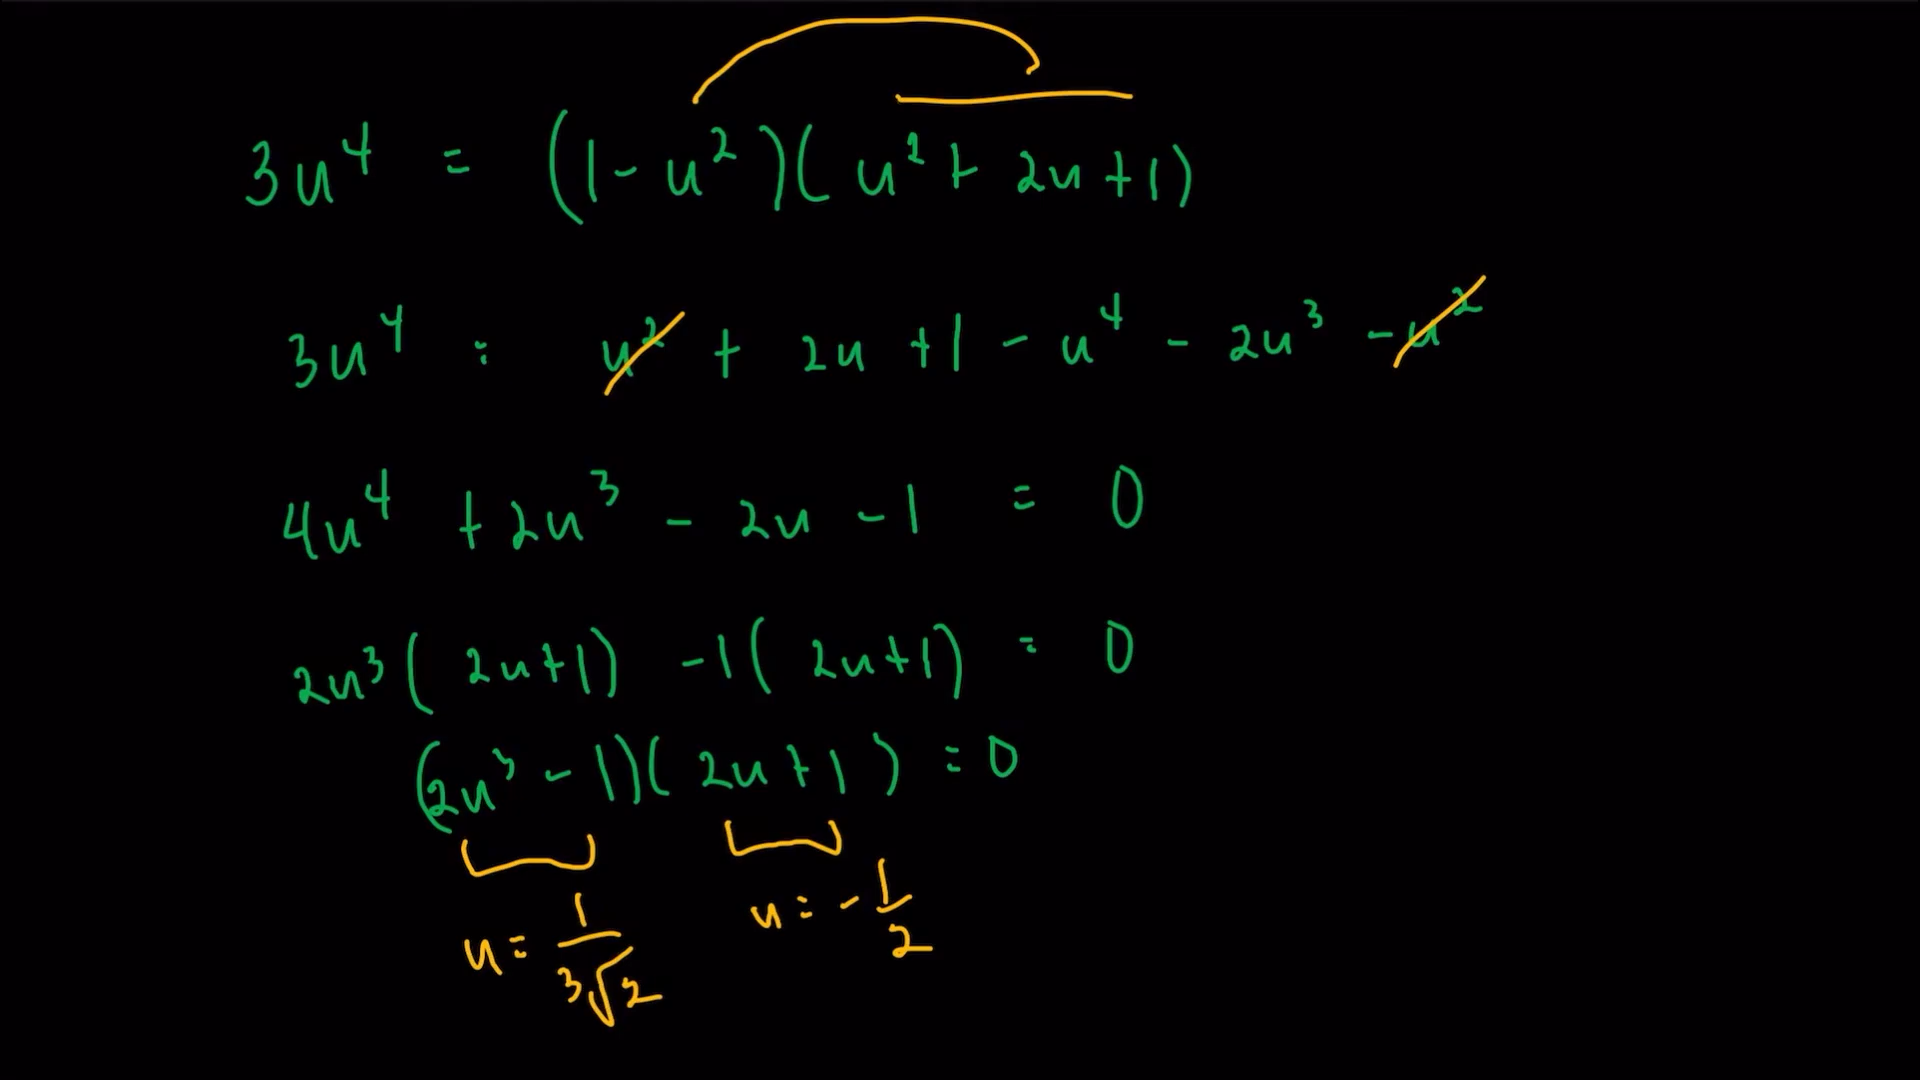 3u⁴ = (1-u²)(u²+2u+1)
3u⁴ = u² + 2u + 1 - u⁴ - 2u³ - u²
4u⁴ + 2u³ - 2u - 1 = 0
2u³(2u+1) -1(2u+1) = 0
(2u³-1)(2u+1) = 0
u = 1/³√2 u = -1/2